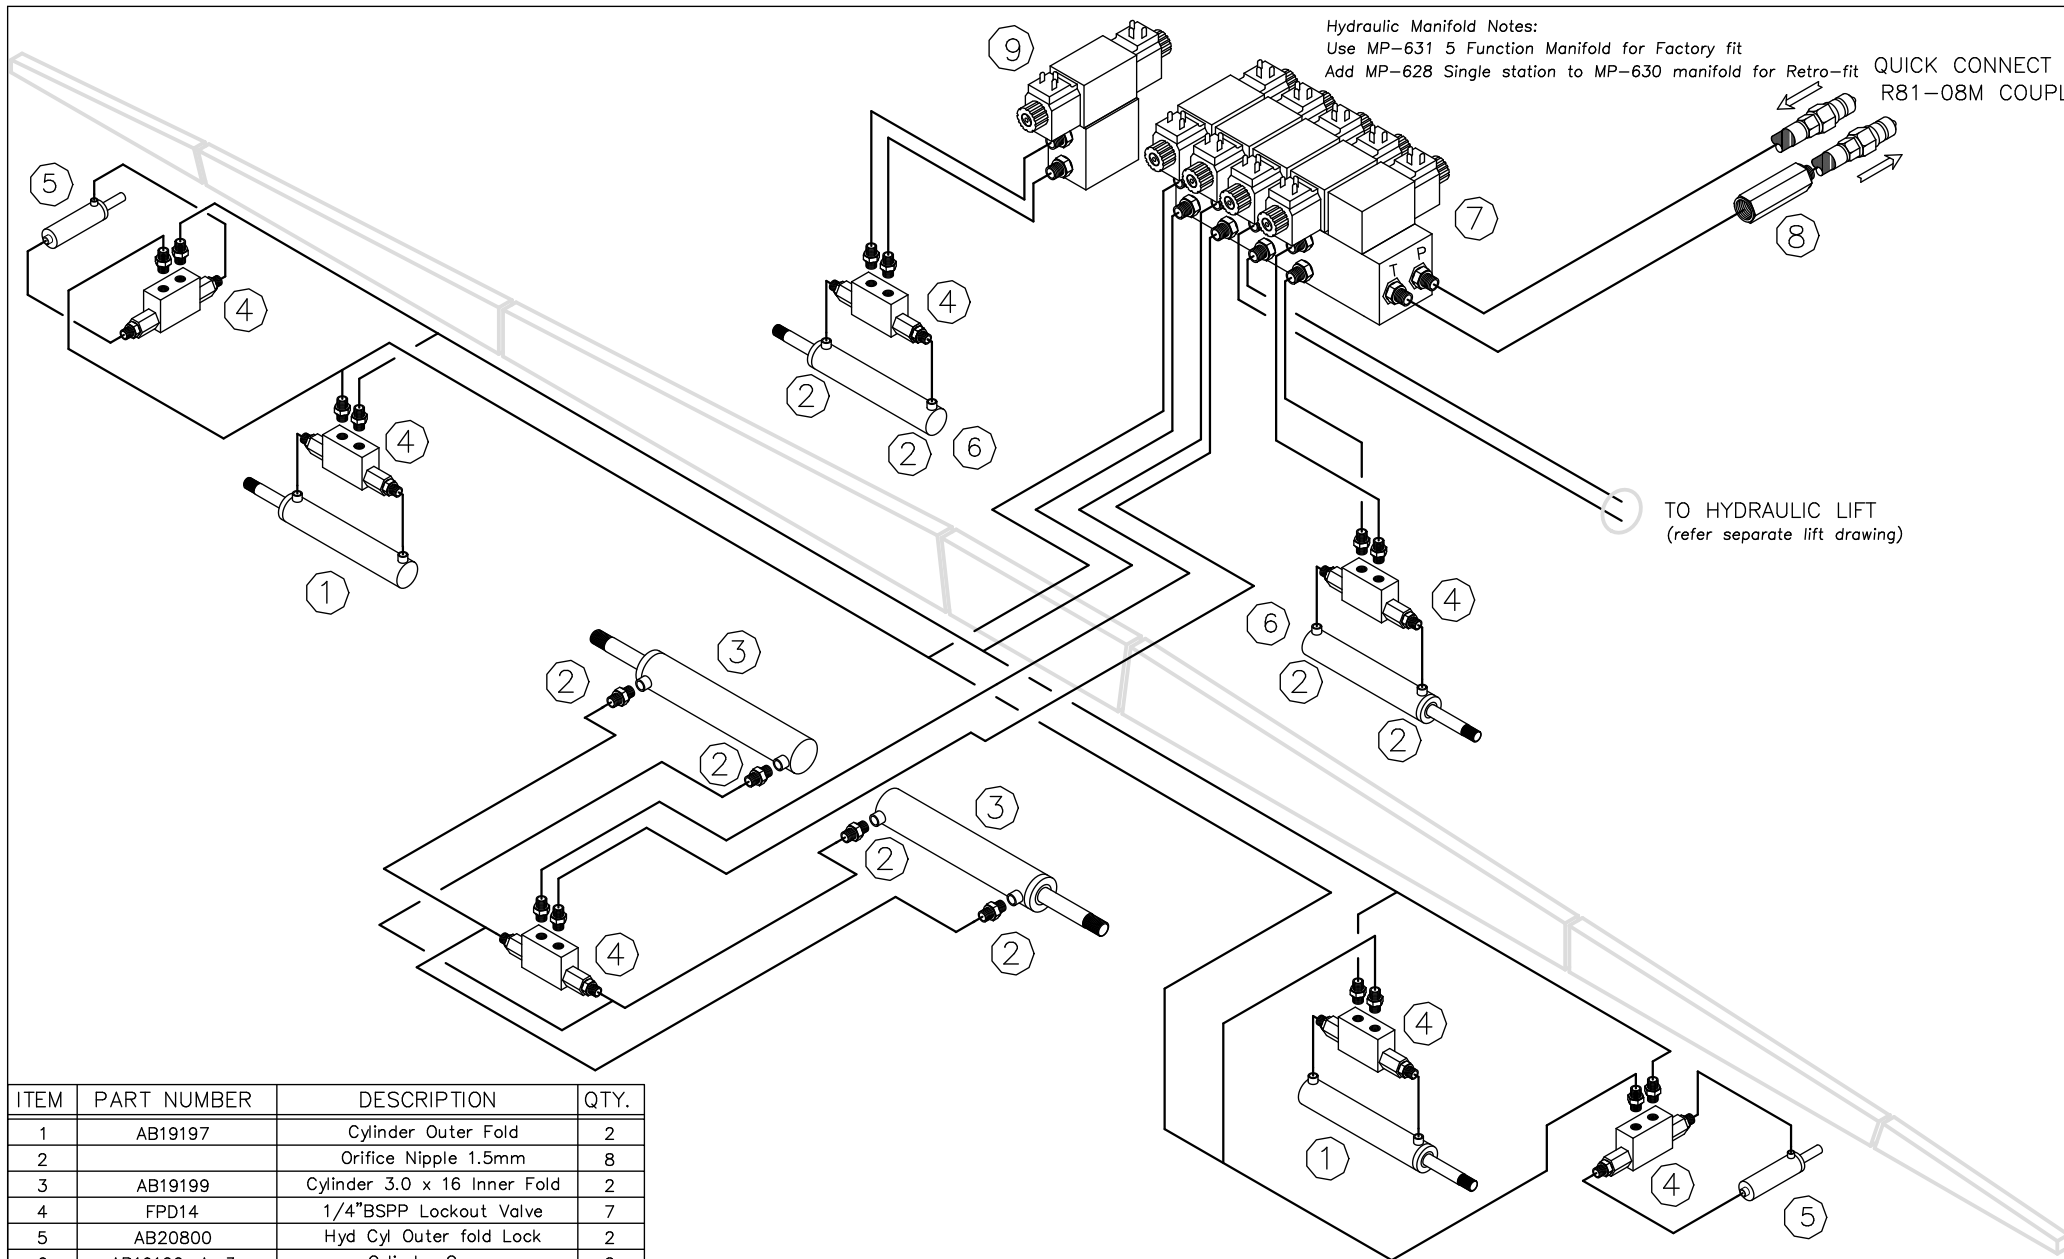 Hydraulic Manifold Notes:
Use MP-631 5 Function Manifold for Factory fit
Add MP-628 Single station to MP-630 manifold for Retro-fit
QUICK CONNECT
R81-08M COUPL
9
5
7
8
T P
4
4
2
4
2
6
TO HYDRAULIC LIFT
(refer separate lift drawing)
1
4
6
3
2
2
2
2
3
2
4
2
4
1
4
5
ITEM PART NUMBER DESCRIPTION QTY.
1 AB19197 Cylinder Outer Fold 2
2 Orifice Nipple 1.5mm 8
3 AB19199 Cylinder 3.0 x 16 Inner Fold 2
4 FPD14 1/4"BSPP Lockout Valve 7
5 AB20800 Hyd Cyl Outer fold Lock 2